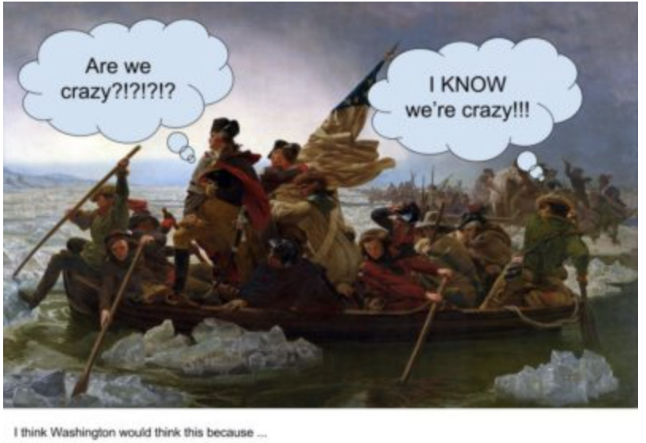 Are we
crazy?!?!?!?
I KNOW
we're crazy!!!
I think Washington would think this because ...